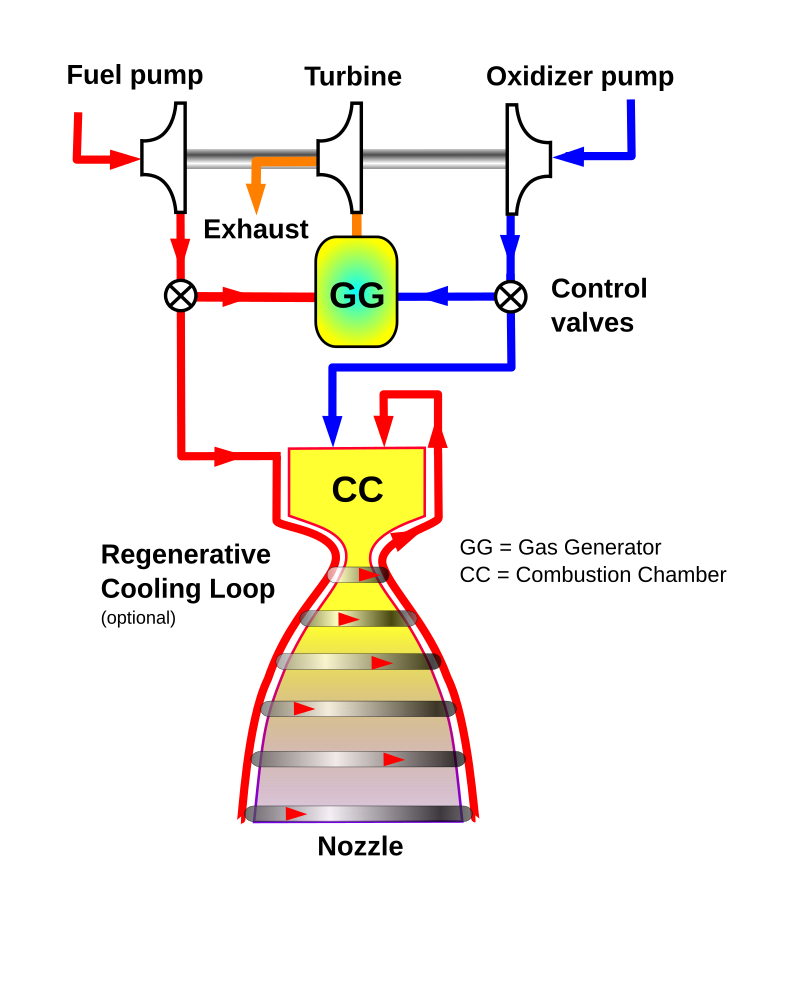 Fuel pump
Turbine
Oxidizer pump
Exhaust
GG
Control
valves
CC
Regenerative
Cooling Loop
(optional)
GG = Gas Generator
CC = Combustion Chamber
Nozzle